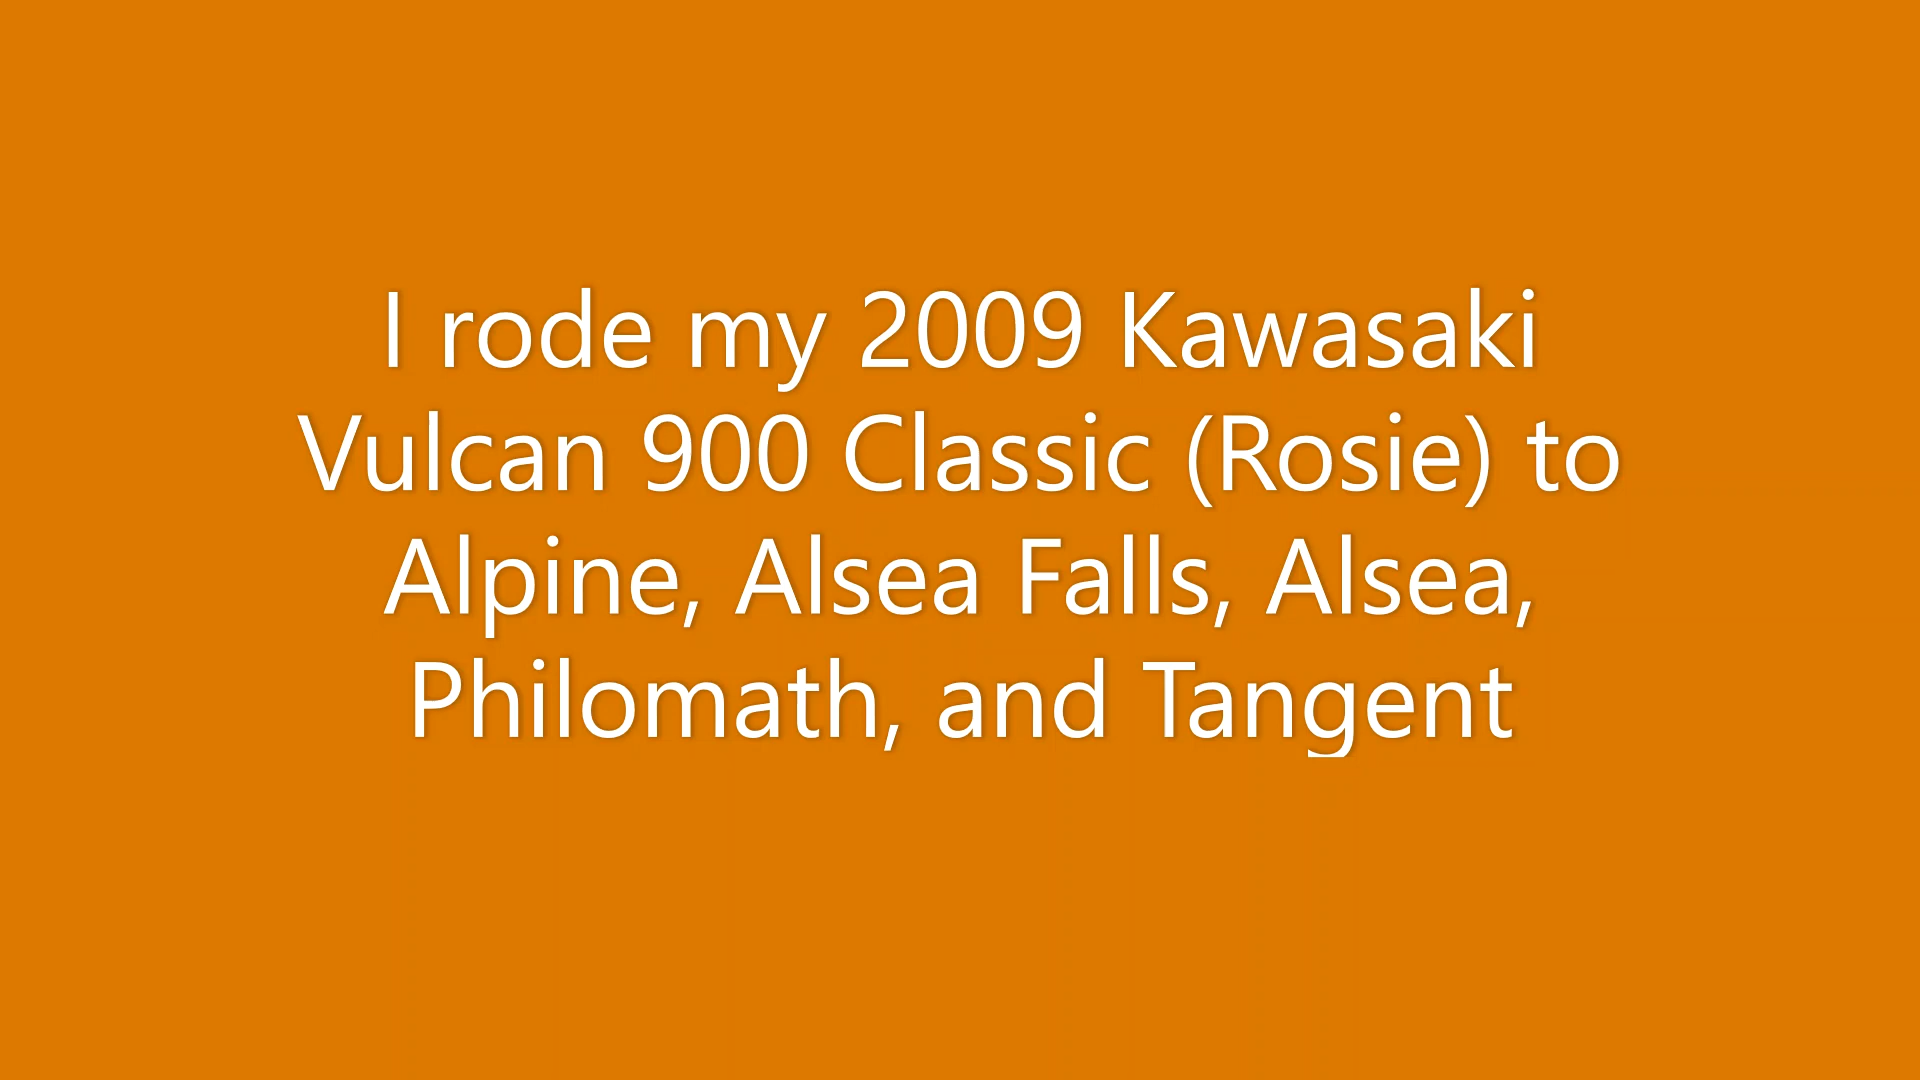 I rode my 2009 Kawasaki
Vulcan 900 Classic (Rosie) to
Alpine, Alsea Falls, Alsea,
Philomath, and Tangent